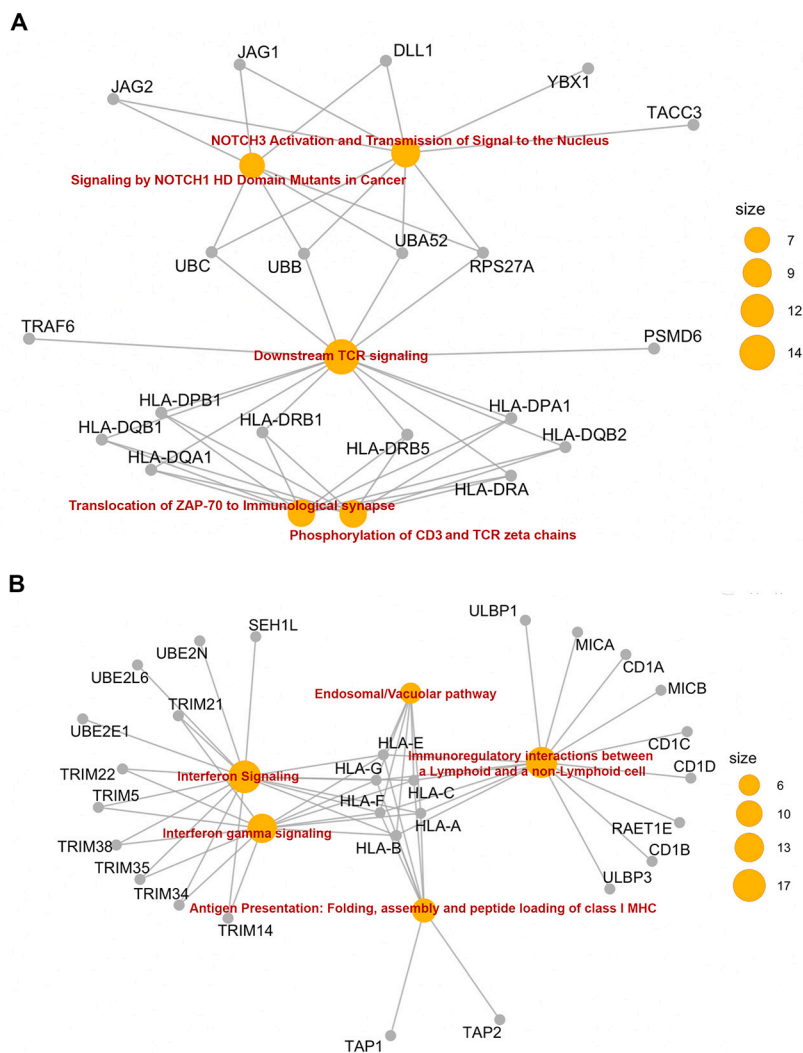 A
JAG1
DLL1
YBX1
JAG2
TACC3
NOTCH3 Activation and Transmission of Signal to the Nucleus
Signaling by NOTCH1 HD Domain Mutants in Cancer
size
7
9
12
14
UBC
UBB
UBA52
RPS27A
TRAF6
PSMD6
Downstream TCR signaling
HLA-DPB1
HLA-DQB1
HLA-DRB1
HLA-DPA1
HLA-DQA1
HLA-DRB5
HLA-DQB2
HLA-DRA
Translocation of ZAP-70 to Immunological synapse
Phosphorylation of CD3 and TCR zeta chains
B
SEH1L
ULBP1
UBE2N
MICA
UBE2L6
CD1A
TRIM21
Endosomal/Vacuolar pathway
MICB
UBE2E1
HLA-E
CD1C
Immunoregulatory interactions between
a Lymphoid and a non-Lymphoid cell
TRIM22
Interferon Signaling
HLA-G
CD1D
size
6
10
13
17
TRIM5
HLA-F
HLA-C
Interferon gamma signaling
HLA-A
RAET1E
TRIM38
HLA-B
CD1B
TRIM35
ULBP3
TRIM34
Antigen Presentation: Folding, assembly and peptide loading of class I MHC
TRIM14
TAP1
TAP2